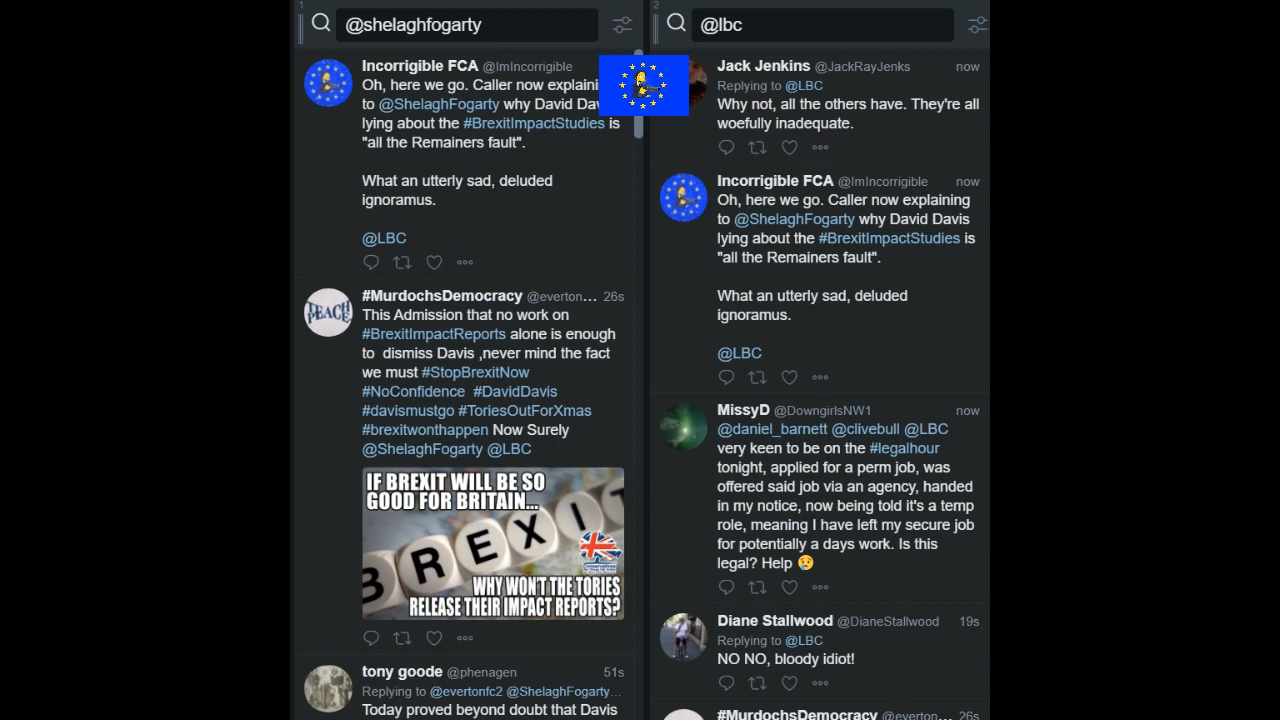 1
@shelaghfogarty
Incorrigible FCA @ImIncorrigible
Oh, here we go. Caller now explaini
to @ShelaghFogarty why David Dav
lying about the #BrexitImpactStudies is
"all the Remainers fault".
What an utterly sad, deluded
ignoramus.
@LBC
#MurdochsDemocracy @everton... 26s
TEACH
PEACE
This Admission that no work on
#BrexitImpactReports alone is enough
to dismiss Davis ,never mind the fact
we must #StopBrexitNow
#NoConfidence #DavidDavis
#davismustgo #ToriesOutForXmas
#brexitwonthappen Now Surely
@ShelaghFogarty @LBC
IF BREXIT WILL BE SO
GOOD FOR BRITAIN...
BREXIT
Conservatives
WHY WON'T THE TORIES
RELEASE THEIR IMPACT REPORTS?
tony goode @phenagen 51s
Replying to @evertonfc2 @ShelaghFogarty...
Today proved beyond doubt that Davis
2
@lbc
Jack Jenkins @JackRayJenks now
Replying to @LBC
Why not, all the others have. They're all
woefully inadequate.
Incorrigible FCA @ImIncorrigible now
Oh, here we go. Caller now explaining
to @ShelaghFogarty why David Davis
lying about the #BrexitImpactStudies is
"all the Remainers fault".
What an utterly sad, deluded
ignoramus.
@LBC
MissyD @DowngirlsNW1 now
@daniel_barnett @clivebull @LBC
very keen to be on the #legalhour
tonight, applied for a perm job, was
offered said job via an agency, handed
in my notice, now being told it's a temp
role, meaning I have left my secure job
for potentially a days work. Is this
legal? Help 😢
Diane Stallwood @DianeStallwood 19s
Replying to @LBC
NO NO, bloody idiot!
#MurdochsDemocracy @everton... 26s